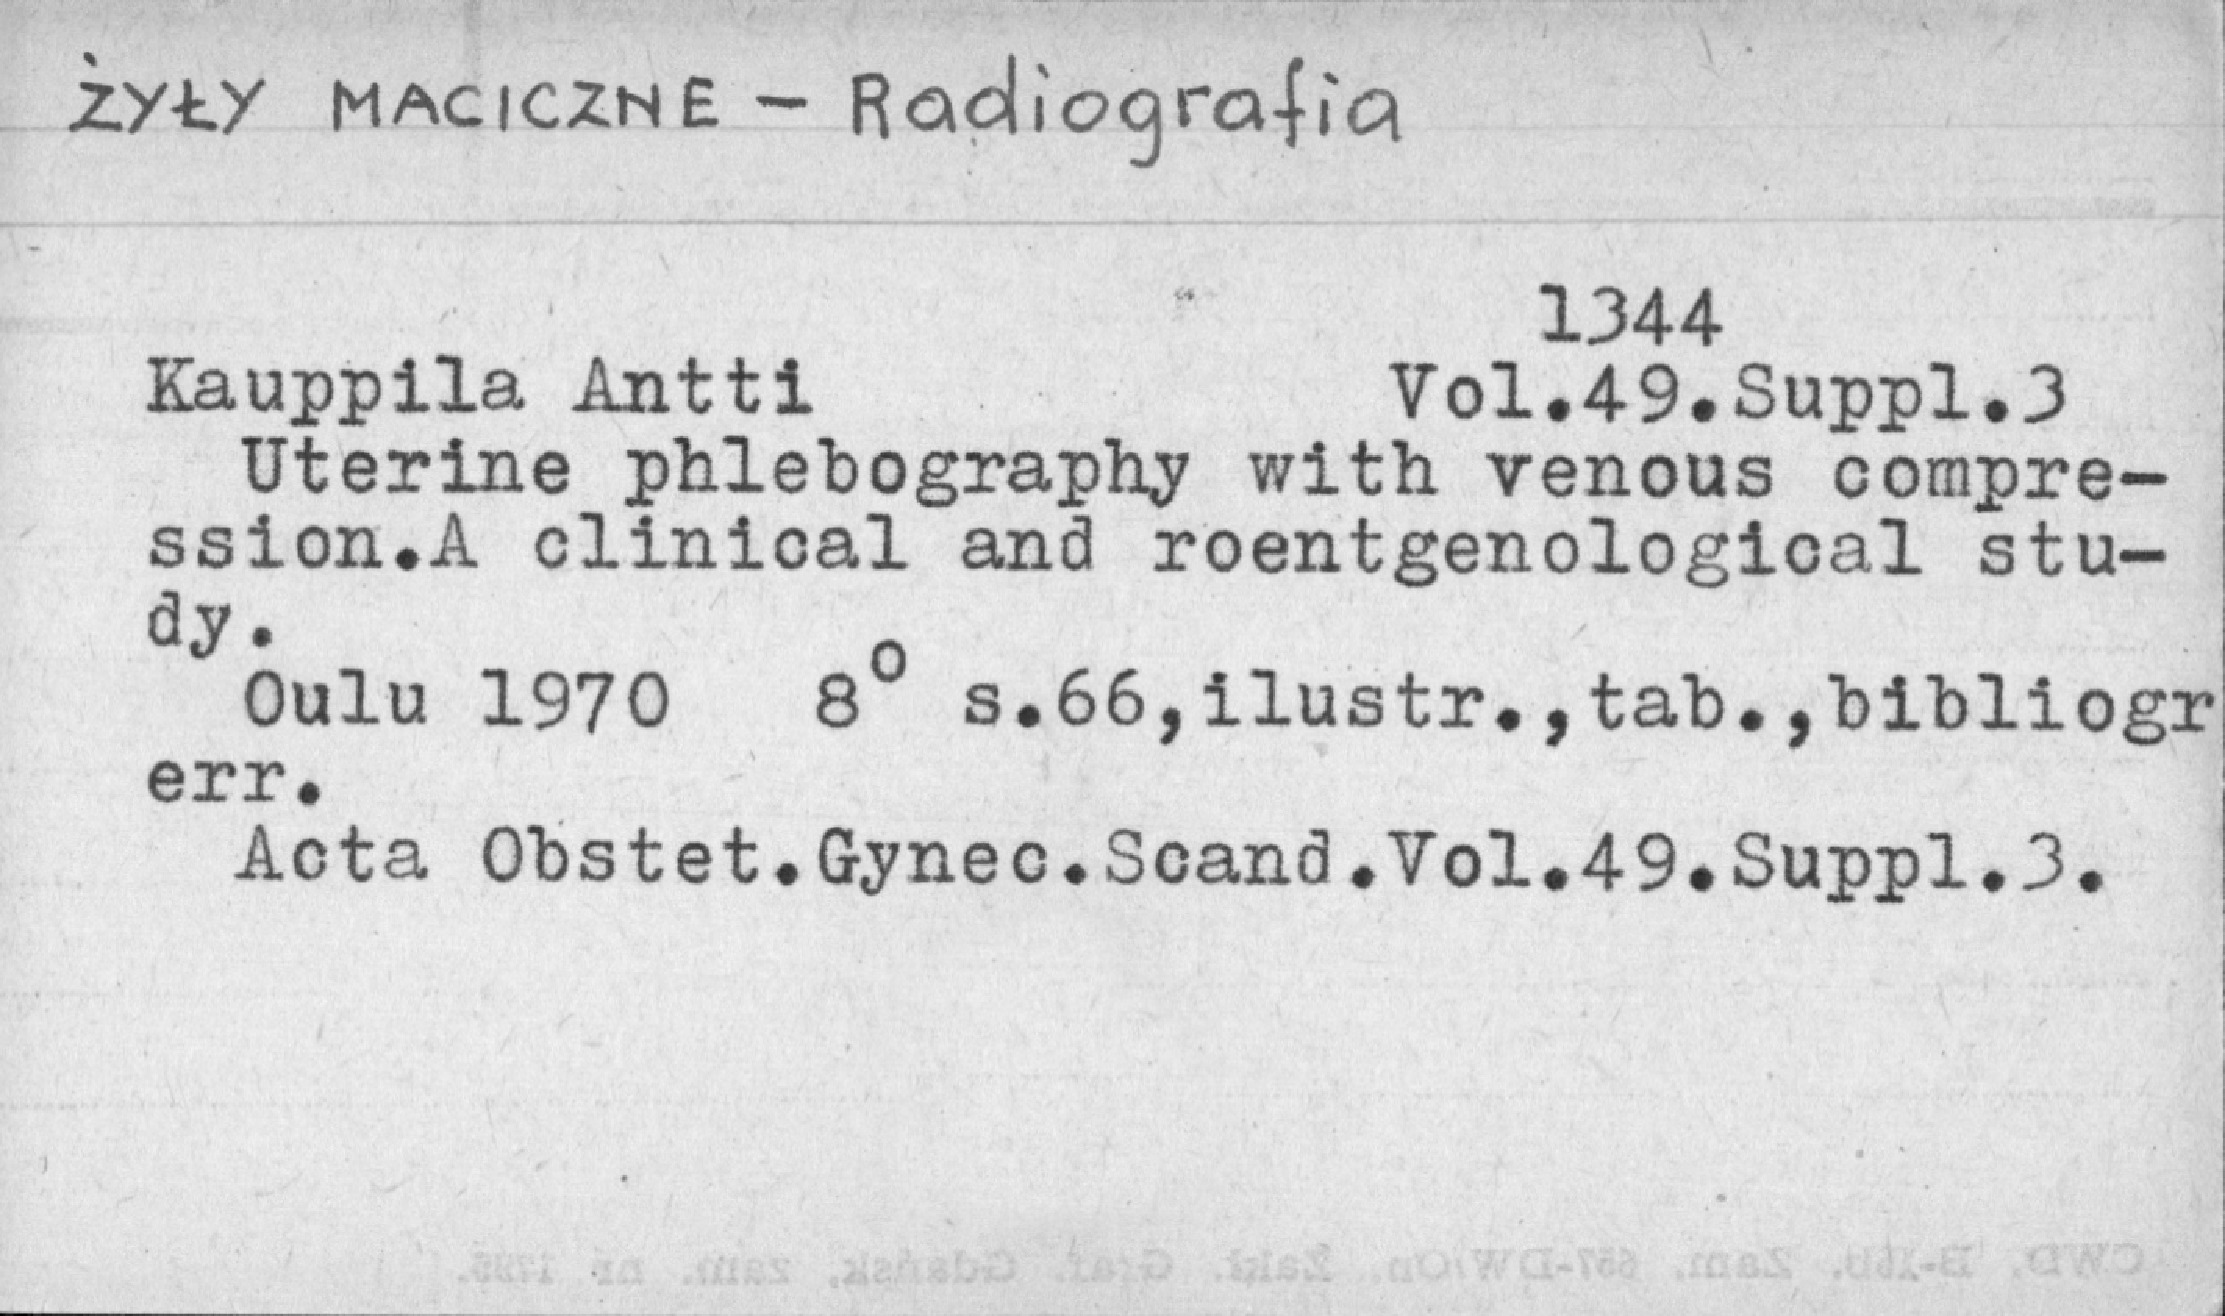 ŻYŁY MACICZNE - Radiografia
1344
Kauppila Antti Vol.49.Suppl.3
Uterine phlebography with venous compre-
ssion.A clinical and roentgenological stu-
dy.
Oulu 1970 8° s.66,ilustr.,tab.,bibliogr
err.
Acta Obstet.Gynec.Scand.Vol.49.Suppl.3.